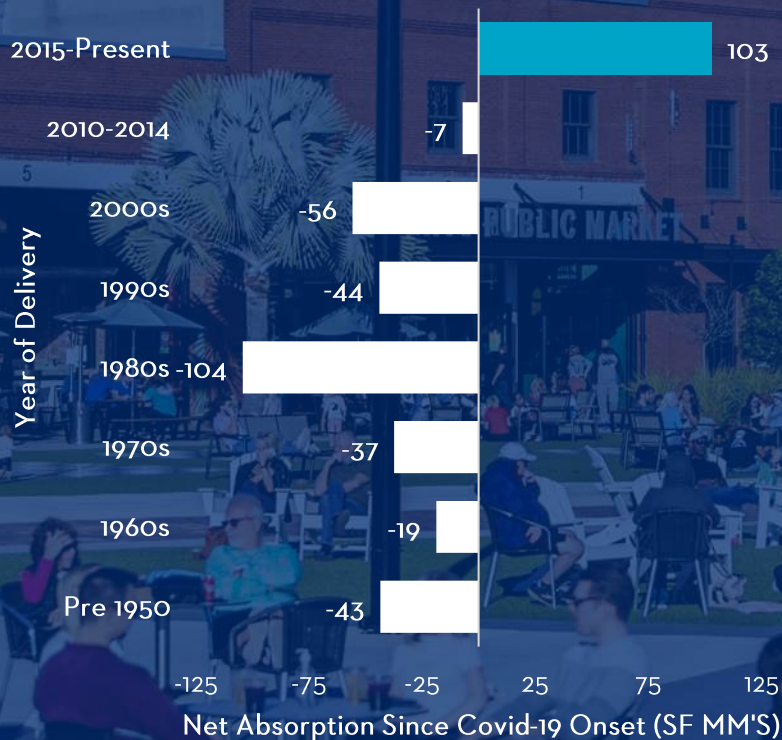 2015-Present 103
2010-2014 -7
5
1
2000s -56
PUBLIC MARKET
1990s -44
1980s -104
1970s -37
1960s -19
Pre 1950 -43
Year of Delivery
-125 -75 -25 25 75 125
Net Absorption Since Covid-19 Onset (SF MM'S)